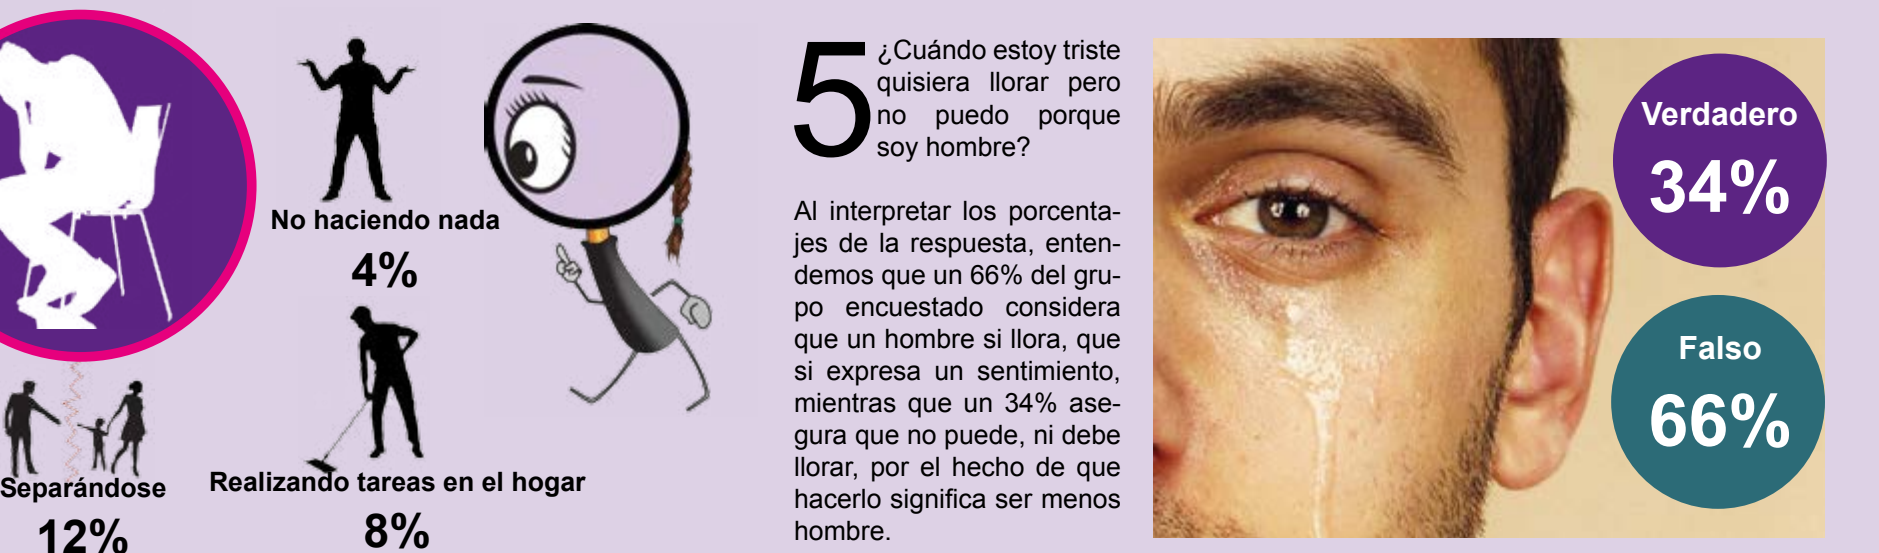 No haciendo nada
4%
Separándose
12%
Realizando tareas en el hogar
8%
5
¿Cuándo estoy triste
quisiera llorar pero
no puedo porque
soy hombre?
Al interpretar los porcenta-
jes de la respuesta, enten-
demos que un 66% del gru-
po encuestado considera
que un hombre si llora, que
si expresa un sentimiento,
mientras que un 34% ase-
gura que no puede, ni debe
llorar, por el hecho de que
hacerlo significa ser menos
hombre.
Verdadero
34%
Falso
66%